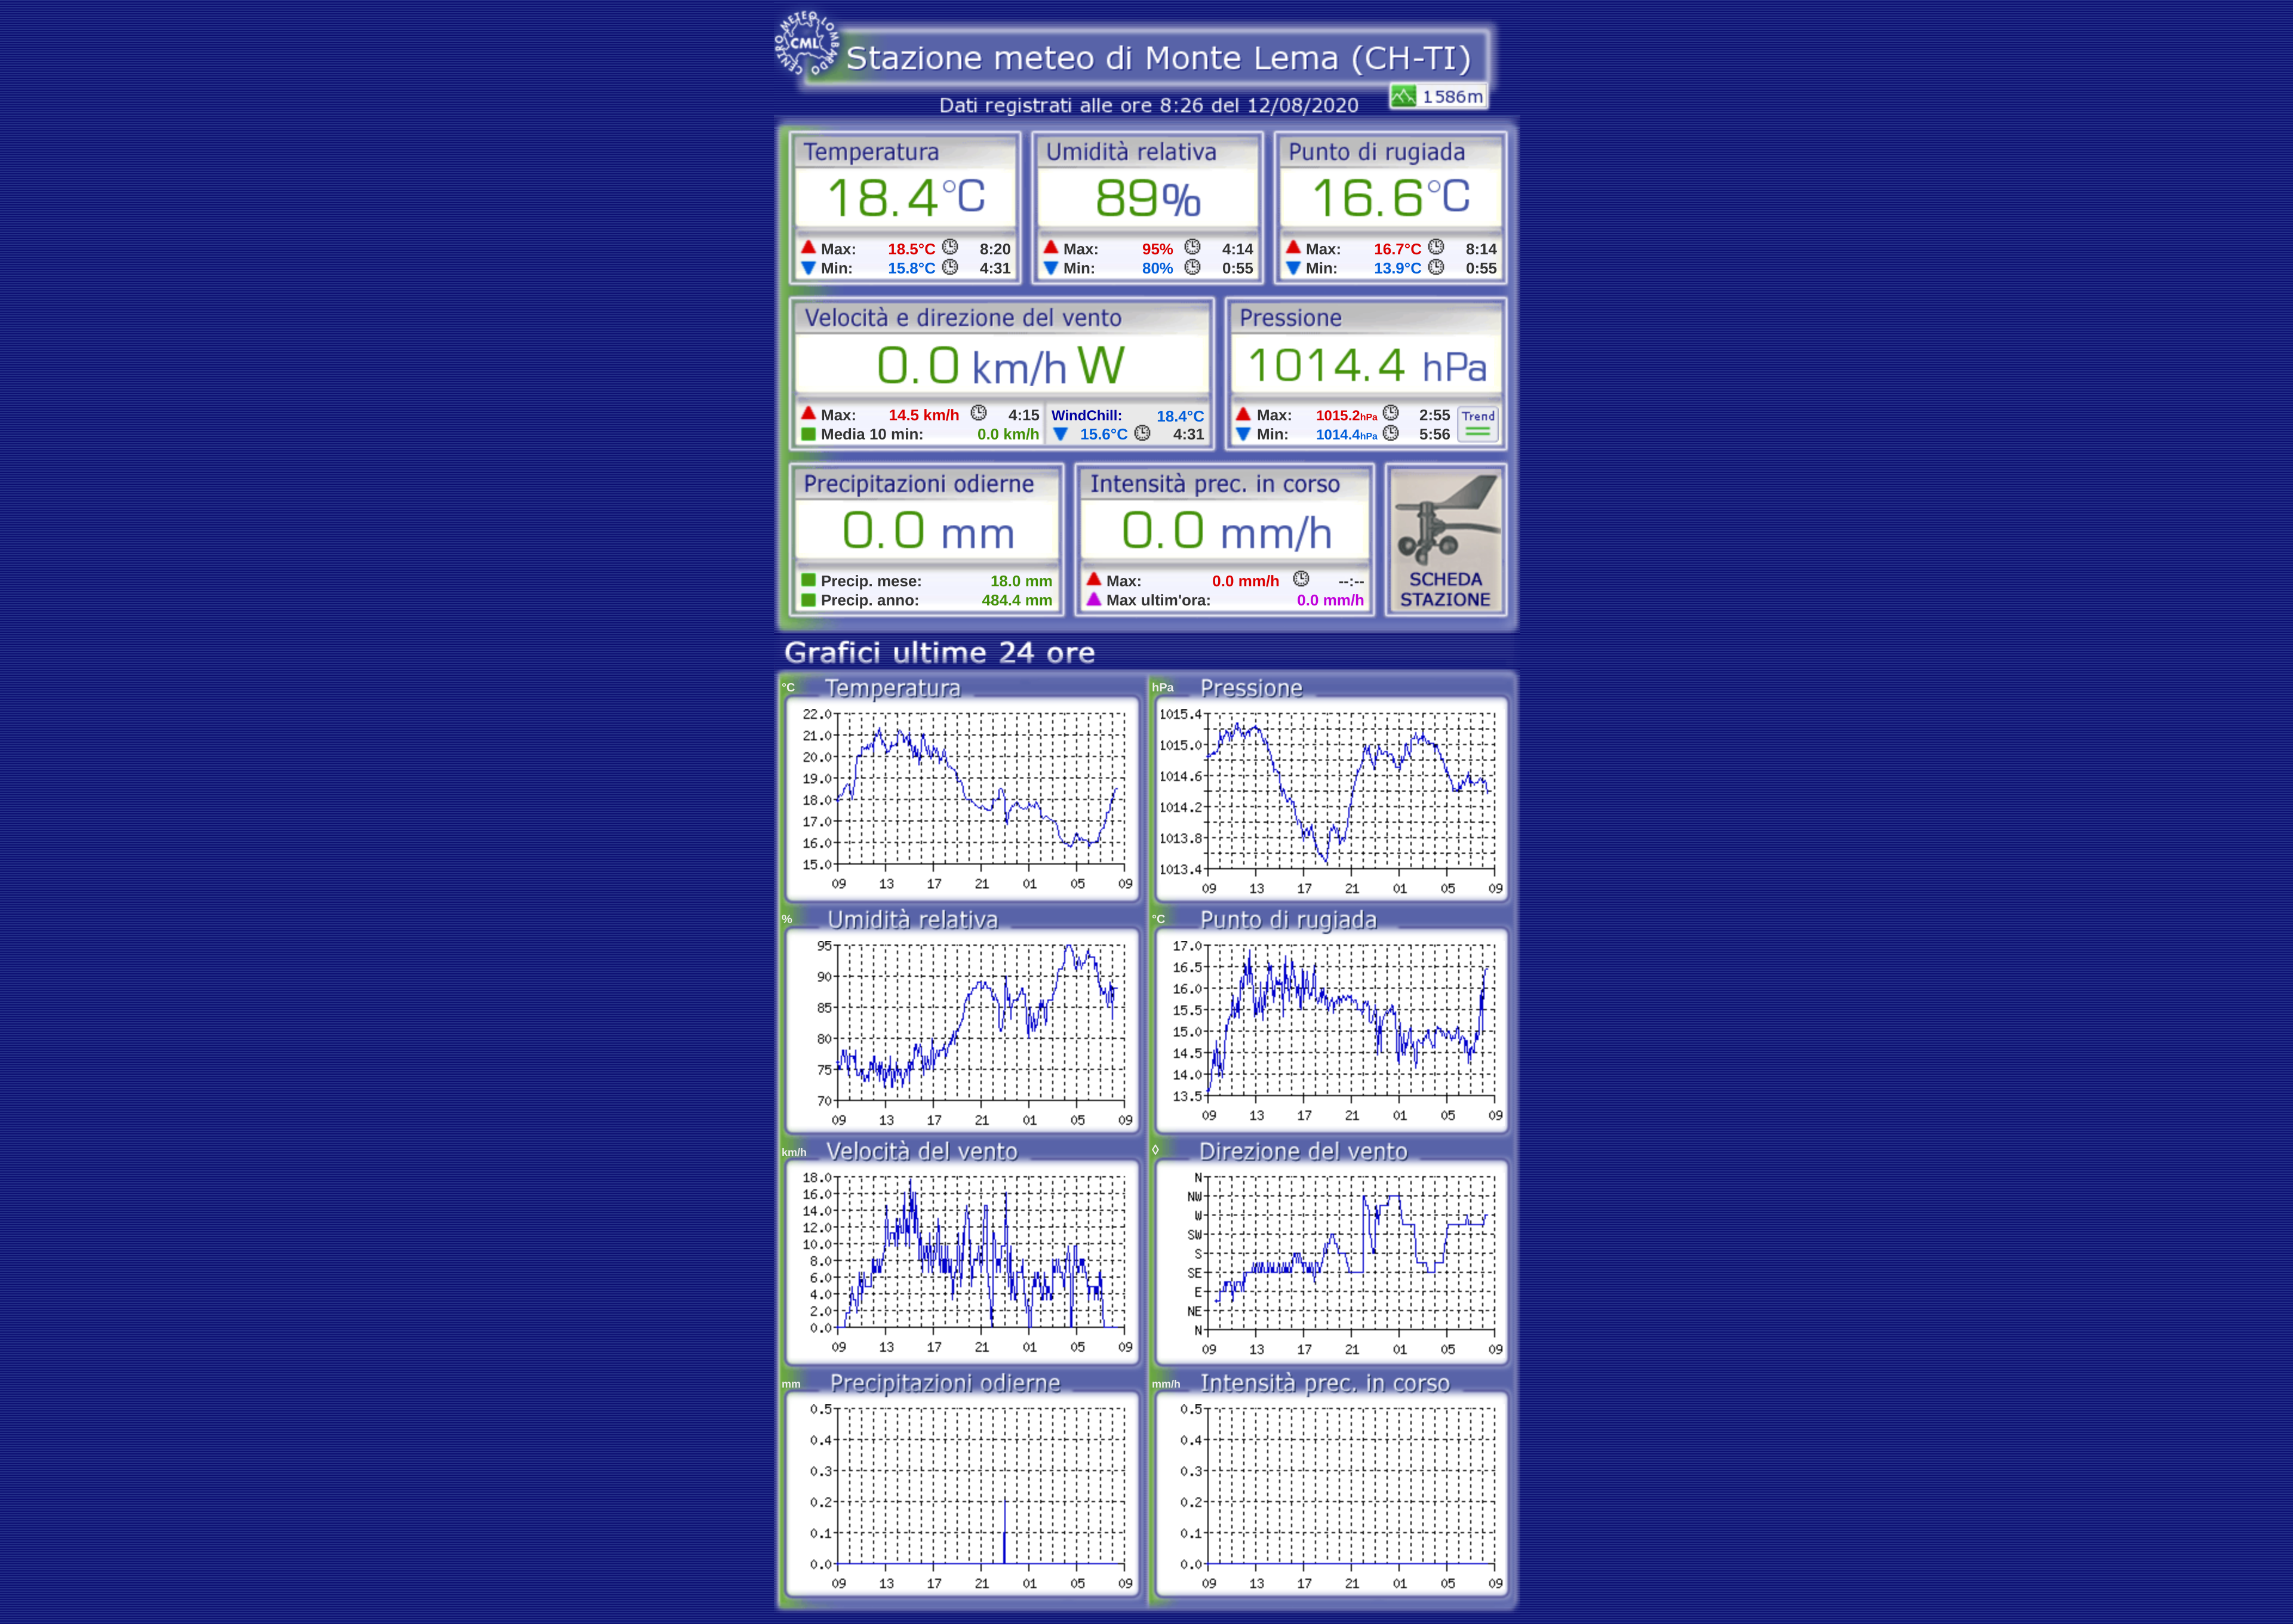 CENTRO METEO LOMBARDO
CML
Stazione meteo di Monte Lema (CH-TI)
Dati registrati alle ore 8:26 del 12/08/2020
1586m
Temperatura
18.4°C
Max: 18.5°C 8:20
Min: 15.8°C 4:31
Umidità relativa
89%
Max: 95% 4:14
Min: 80% 0:55
Punto di rugiada
16.6°C
Max: 16.7°C 8:14
Min: 13.9°C 0:55
Velocità e direzione del vento
0.0 km/h W
Max: 14.5 km/h 4:15
Media 10 min: 0.0 km/h
WindChill: 18.4°C
15.6°C 4:31
Pressione
1014.4 hPa
Max: 1015.2hPa 2:55
Min: 1014.4hPa 5:56
Trend
Precipitazioni odierne
0.0 mm
Precip. mese: 18.0 mm
Precip. anno: 484.4 mm
Intensità prec. in corso
0.0 mm/h
Max: 0.0 mm/h --:--
Max ultim'ora: 0.0 mm/h
SCHEDA
STAZIONE
Grafici ultime 24 ore
°C Temperatura
22.0
21.0
20.0
19.0
18.0
17.0
16.0
15.0
09 13 17 21 01 05 09
hPa Pressione
1015.4
1015.0
1014.6
1014.2
1013.8
1013.4
09 13 17 21 01 05 09
% Umidità relativa
95
90
85
80
75
70
09 13 17 21 01 05 09
°C Punto di rugiada
17.0
16.5
16.0
15.5
15.0
14.5
14.0
13.5
09 13 17 21 01 05 09
km/h Velocità del vento
18.0
16.0
14.0
12.0
10.0
8.0
6.0
4.0
2.0
0.0
09 13 17 21 01 05 09
◊ Direzione del vento
N
NW
W
SW
S
SE
E
NE
N
09 13 17 21 01 05 09
mm Precipitazioni odierne
0.5
0.4
0.3
0.2
0.1
0.0
09 13 17 21 01 05 09
mm/h Intensità prec. in corso
0.5
0.4
0.3
0.2
0.1
0.0
09 13 17 21 01 05 09